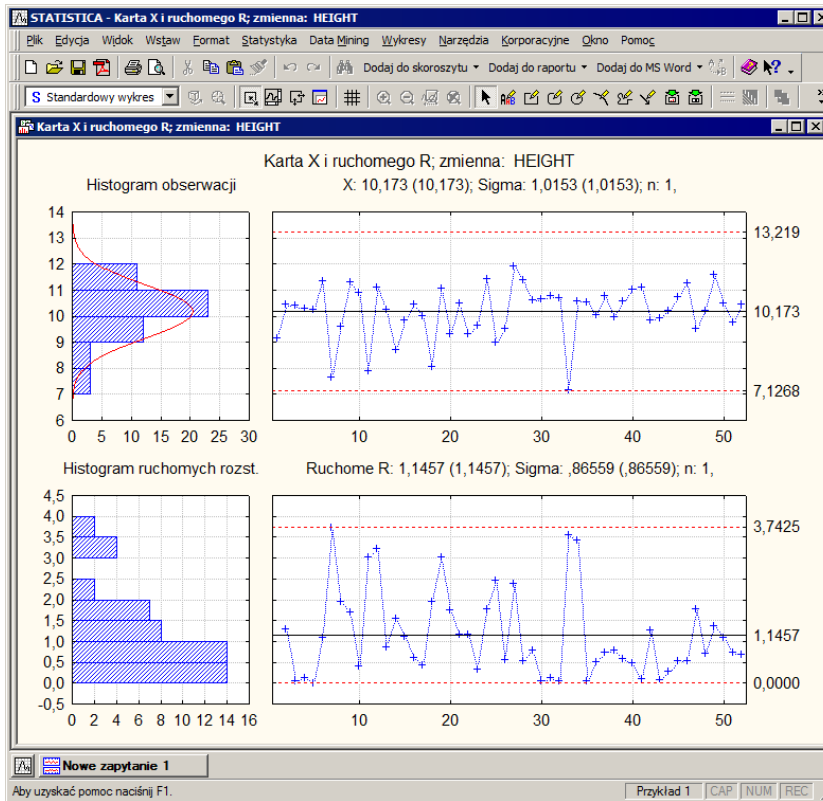 STATISTICA - Karta X i ruchomego R; zmienna: HEIGHT
Plik Edycja Widok Wstaw Format Statystyka Data Mining Wykresy Narzędzia Korporacyjne Okno Pomoc
Dodaj do skoroszytu Dodaj do raportu Dodaj do MS Word
S Standardowy wykres
Karta X i ruchomego R; zmienna: HEIGHT
Karta X i ruchomego R; zmienna: HEIGHT
Histogram obserwacji
X: 10,173 (10,173); Sigma: 1,0153 (1,0153); n: 1,
14
13
12
11
10
9
8
7
6
0 5 10 15 20 25 30
13,219
10,173
7,1268
10 20 30 40 50
Histogram ruchomych rozst.
Ruchome R: 1,1457 (1,1457); Sigma: ,86559 (,86559); n: 1,
4,5
4,0
3,5
3,0
2,5
2,0
1,5
1,0
0,5
0,0
-0,5
0 2 4 6 8 10 12 14 16
3,7425
1,1457
0,0000
10 20 30 40 50
Nowe zapytanie 1
Aby uzyskać pomoc naciśnij F1. Przykład 1 CAP NUM REC